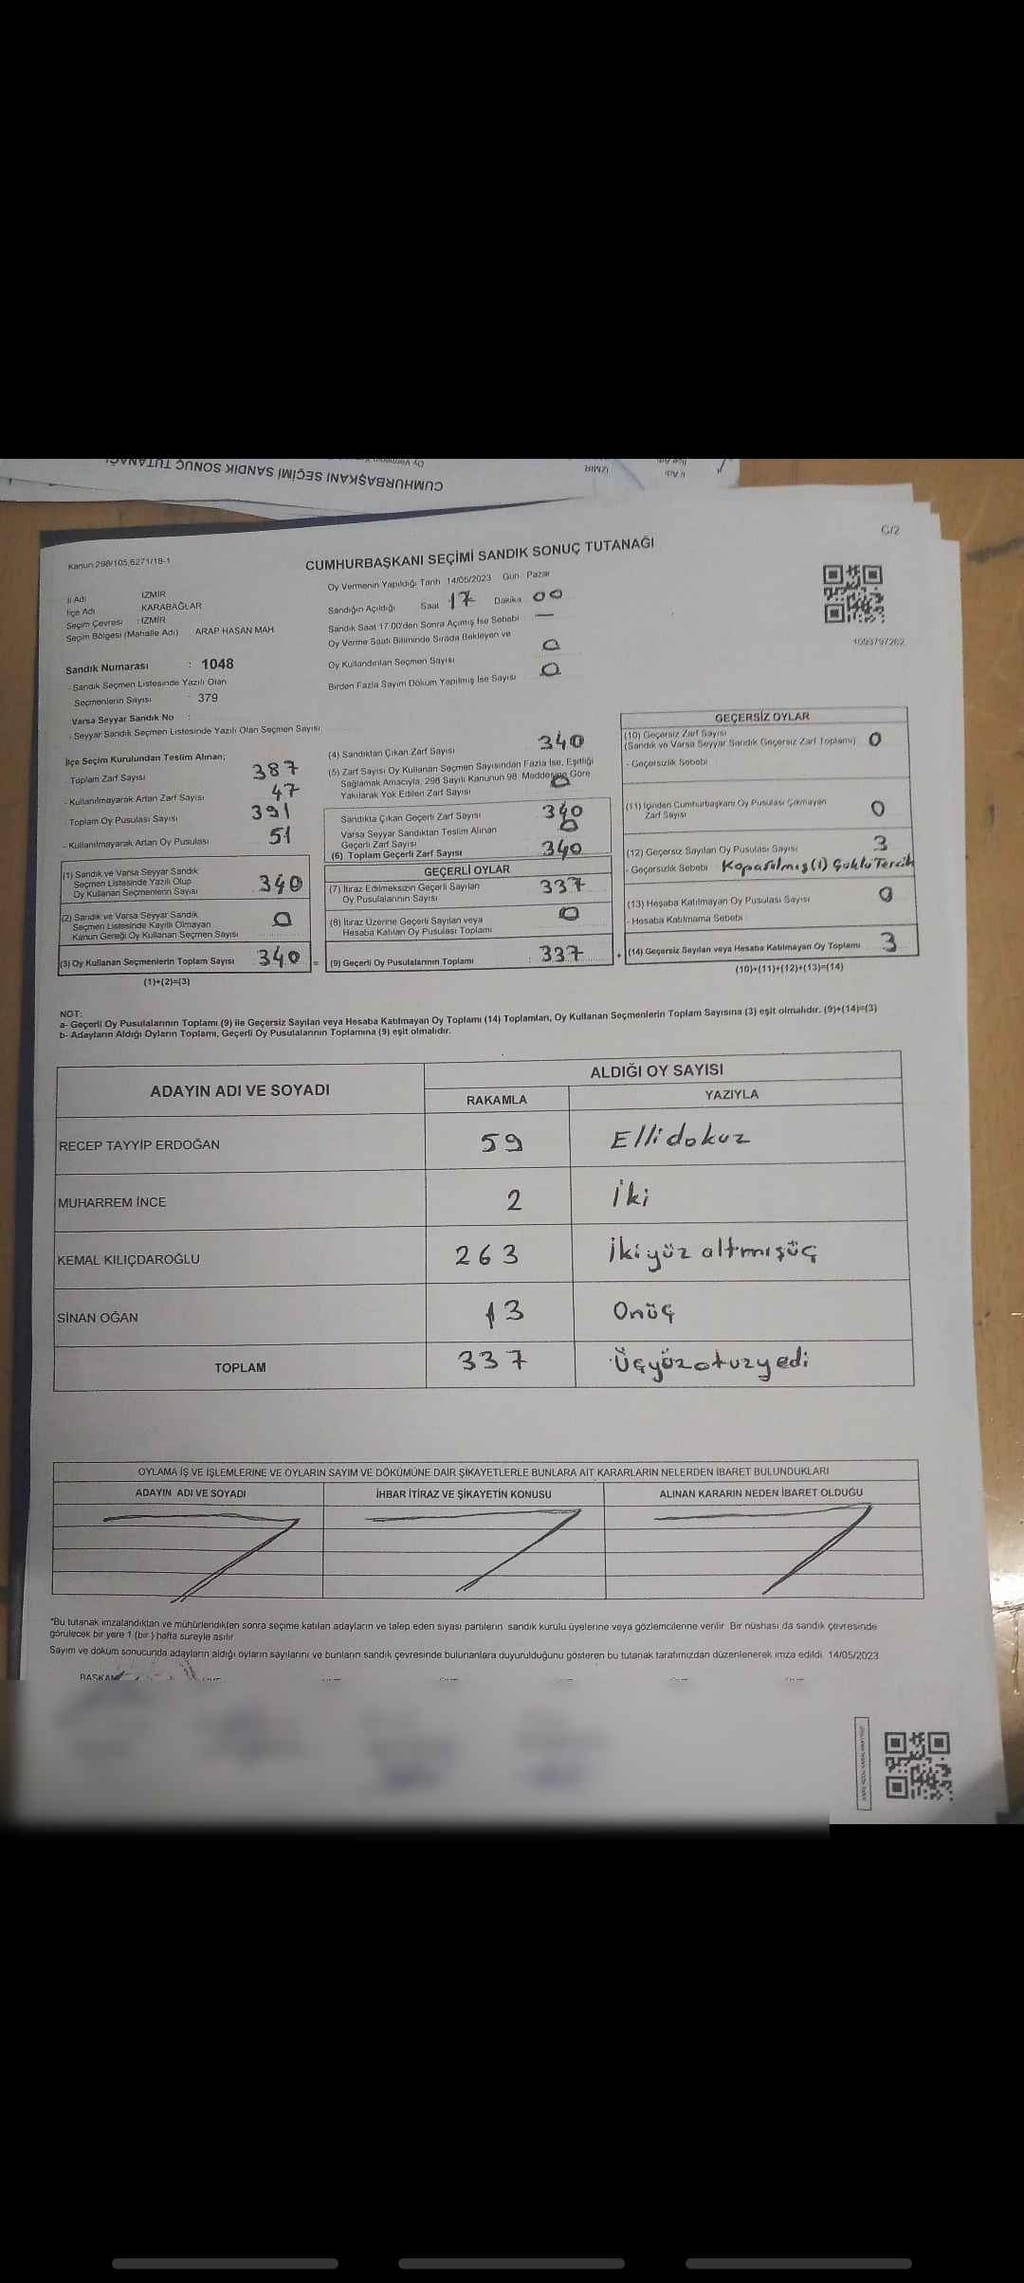 CUMHURBAŞKANI SEÇİMİ SANDIK SONUÇ TUTANAĞI
İZMİR
G/2
Kanun 298/105,6271/18-1
CUMHURBAŞKANI SEÇİMİ SANDIK SONUÇ TUTANAĞI
İl Adı İZMİR
İlçe Adı KARABAĞLAR
Seçim Çevresi : İZMİR
Seçim Bölgesi (Mahalle Adı) ARAP HASAN MAH.
Oy Vermenin Yapıldığı Tarih 14/05/2023 Gün Pazar
Sandığın Açıldığı Saat 17 Dakika 00
Sandık Saat 17:00'den Sonra Açımış İse Sebebi —
Oy Verme Saati Bitiminde Sırada Bekleyen ve
Oy Kullandırılan Seçmen Sayısı 0
Birden Fazla Sayım Döküm Yapılmış İse Sayısı 0
1093797262
Sandık Numarası : 1048
- Sandık Seçmen Listesinde Yazılı Olan
Seçmenlerin Sayısı : 379
Varsa Seyyar Sandık No :
- Seyyar Sandık Seçmen Listesinde Yazılı Olan Seçmen Sayısı
İlçe Seçim Kurulundan Teslim Alınan;
Toplam Zarf Sayısı 387
- Kullanılmayarak Artan Zarf Sayısı 47
- Toplam Oy Pusulası Sayısı 391
- Kullanılmayarak Artan Oy Pusulası 51
(1) Sandık ve Varsa Seyyar Sandık
Seçmen Listesinde Yazılı Olup
Oy Kullanan Seçmenlerin Sayısı 340
(2) Sandık ve Varsa Seyyar Sandık
Seçmen Listesinde Kayıtlı Olmayan
Kanun Gereği Oy Kullanan Seçmen Sayısı 0
(3) Oy Kullanan Seçmenlerin Toplam Sayısı 340 =
(1)+(2)=(3)
(4) Sandıktan Çıkan Zarf Sayısı 340
(5) Zarf Sayısı Oy Kullanan Seçmen Sayısından Fazla İse, Eşitliği
Sağlamak Amacıyla, 298 Sayılı Kanunun 98. Maddesine Göre
Yakılarak Yok Edilen Zarf Sayısı 0
Sandıkta Çıkan Geçerli Zarf Sayısı 340
Varsa Seyyar Sandıktan Teslim Alınan
Geçerli Zarf Sayısı 0
(6) Toplam Geçerli Zarf Sayısı 340
GEÇERLİ OYLAR
(7) İtiraz Edilmeksizin Geçerli Sayılan
Oy Pusulalarının Sayısı 337
(8) İtiraz Üzerine Geçerli Sayılan veya
Hesaba Katılan Oy Pusulası Toplamı 0
(9) Geçerli Oy Pusulalarının Toplamı : 337 +
GEÇERSİZ OYLAR
(10) Geçersiz Zarf Sayısı
(Sandık ve Varsa Seyyar Sandık Geçersiz Zarf Toplamı) 0
- Geçersizlik Sebebi
(11) İçinden Cumhurbaşkanı Oy Pusulası Çıkmayan
Zarf Sayısı 0
(12) Geçersiz Sayılan Oy Pusulası Sayısı 3
- Geçersizlik Sebebi Koparılmış(1) Çoklu Tercih
(13) Hesaba Katılmayan Oy Pusulası Sayısı 0
- Hesaba Katılmama Sebebi
(14) Geçersiz Sayılan veya Hesaba Katılmayan Oy Toplamı 3
(10)+(11)+(12)+(13)=(14)
NOT:
a- Geçerli Oy Pusulalarının Toplamı (9) ile Geçersiz Sayılan veya Hesaba Katılmayan Oy Toplamı (14) Toplamları, Oy Kullanan Seçmenlerin Toplam Sayısına (3) eşit olmalıdır. (9)+(14)=(3)
b- Adayların Aldığı Oyların Toplamı, Geçerli Oy Pusulalarının Toplamına (9) eşit olmalıdır.
ADAYIN ADI VE SOYADI ALDIĞI OY SAYISI
RAKAMLA YAZIYLA
RECEP TAYYİP ERDOĞAN 59 Ellidokuz
MUHARREM İNCE 2 İki
KEMAL KILIÇDAROĞLU 263 İkiyüz altmışüç
SİNAN OĞAN 13 Onüç
TOPLAM 337 Üçyüzotuzyedi
OYLAMA İŞ VE İŞLEMLERİNE VE OYLARIN SAYIM VE DÖKÜMÜNE DAİR ŞİKAYETLERLE BUNLARA AİT KARARLARIN NELERDEN İBARET BULUNDUKLARI
ADAYIN ADI VE SOYADI İHBAR İTİRAZ VE ŞİKAYETİN KONUSU ALINAN KARARIN NEDEN İBARET OLDUĞU
*Bu tutanak imzalandıktan ve mühürlendikten sonra seçime katılan adayların ve talep eden siyasi partilerin sandık kurulu üyelerine veya gözlemcilerine verilir. Bir nüshası da sandık çevresinde
görülecek bir yere 1 (bir ) hafta süreyle asılır.
Sayım ve döküm sonucunda adayların aldığı oyların sayılarını ve bunların sandık çevresinde bulunanlara duyurulduğunu gösteren bu tutanak tarafımızdan düzenlenerek imza edildi. 14/05/2023
BAŞKAN